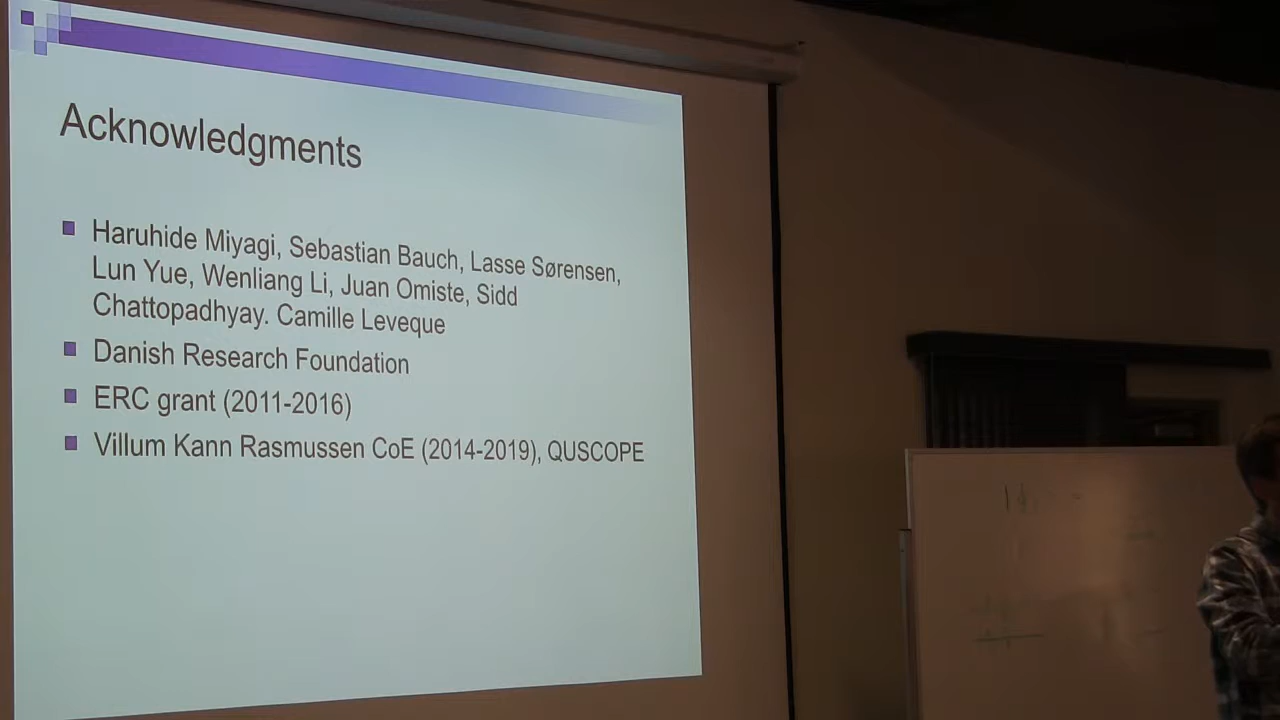 Acknowledgments
Haruhide Miyagi, Sebastian Bauch, Lasse Sørensen,
Lun Yue, Wenliang Li, Juan Omiste, Sidd
Chattopadhyay. Camille Leveque
Danish Research Foundation
ERC grant (2011-2016)
Villum Kann Rasmussen CoE (2014-2019), QUSCOPE